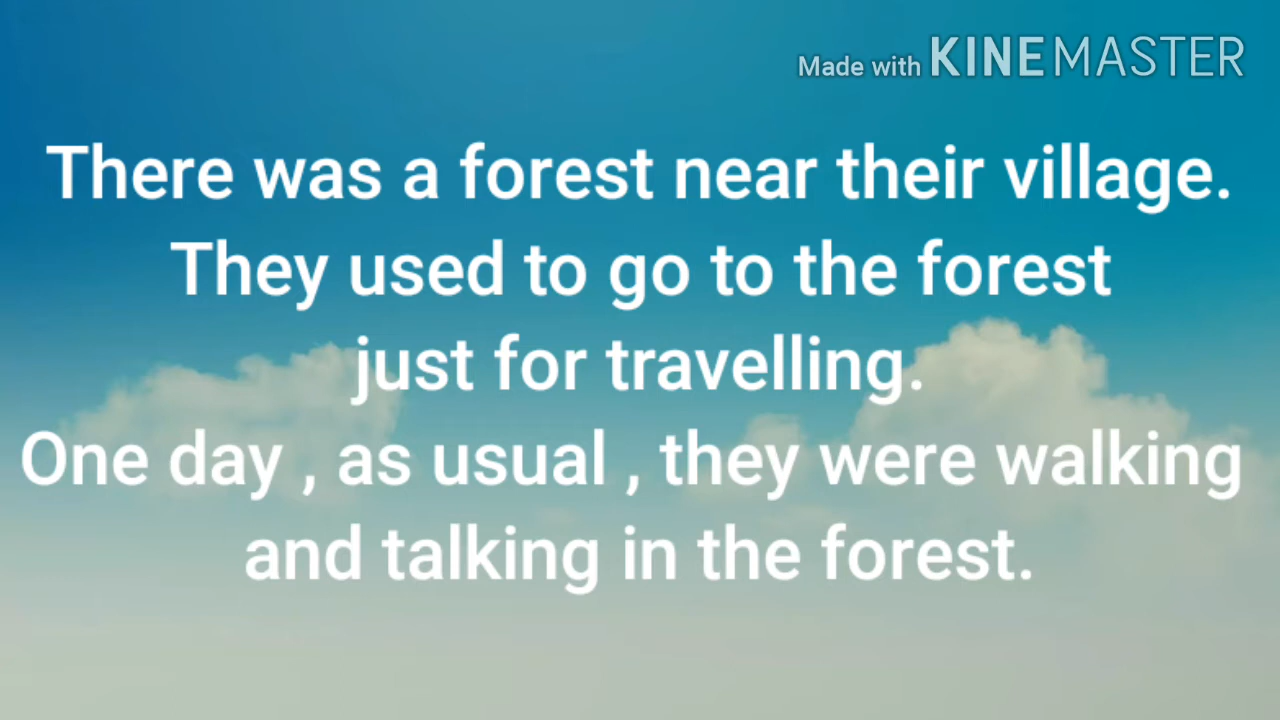 Made with KINEMASTER
There was a forest near their village.
They used to go to the forest
just for travelling.
One day , as usual , they were walking
and talking in the forest.